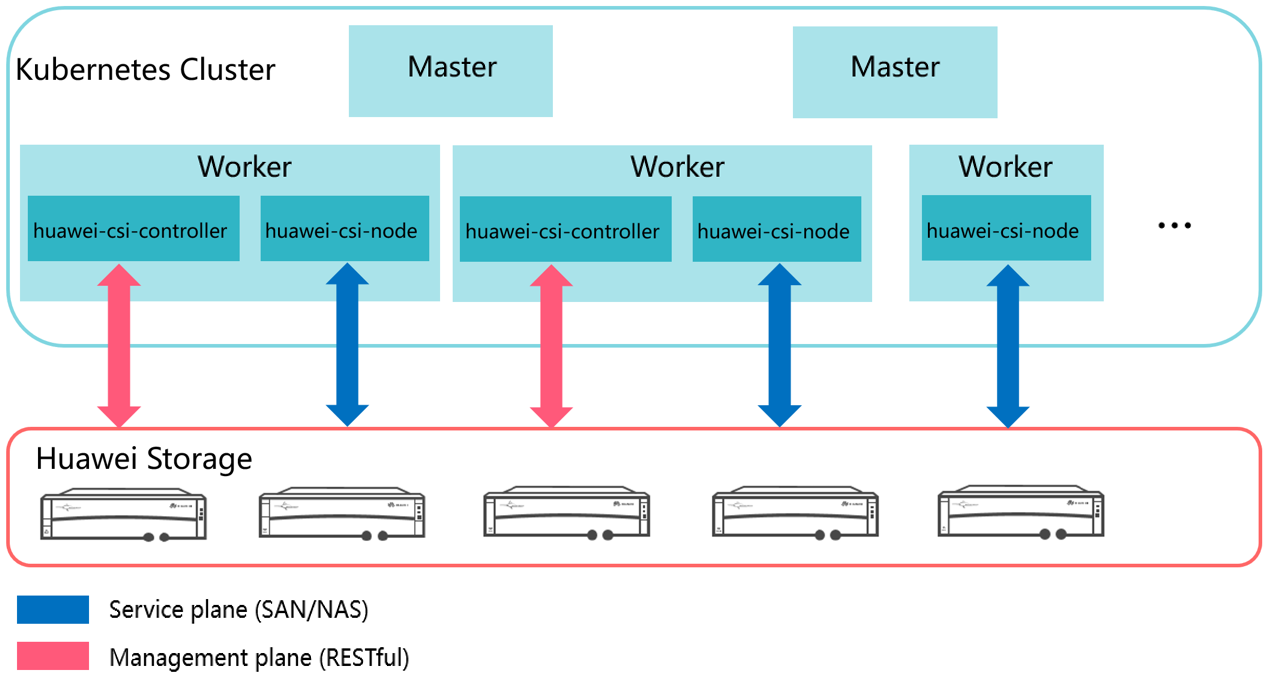 Kubernetes Cluster
Master
Master
Worker
Worker
Worker
huawei-csi-controller
huawei-csi-node
huawei-csi-controller
huawei-csi-node
huawei-csi-node
...
Huawei Storage
Service plane (SAN/NAS)
Management plane (RESTful)